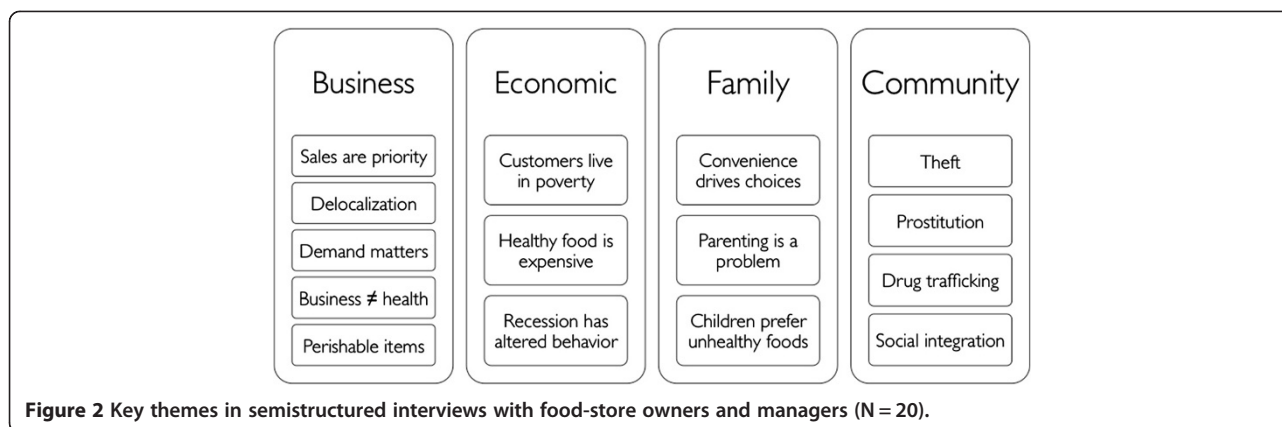 Business
Sales are priority
Delocalization
Demand matters
Business ≠ health
Perishable items
Economic
Customers live
in poverty
Healthy food is
expensive
Recession has
altered behavior
Family
Convenience
drives choices
Parenting is a
problem
Children prefer
unhealthy foods
Community
Theft
Prostitution
Drug trafficking
Social integration
Figure 2 Key themes in semistructured interviews with food-store owners and managers (N = 20).